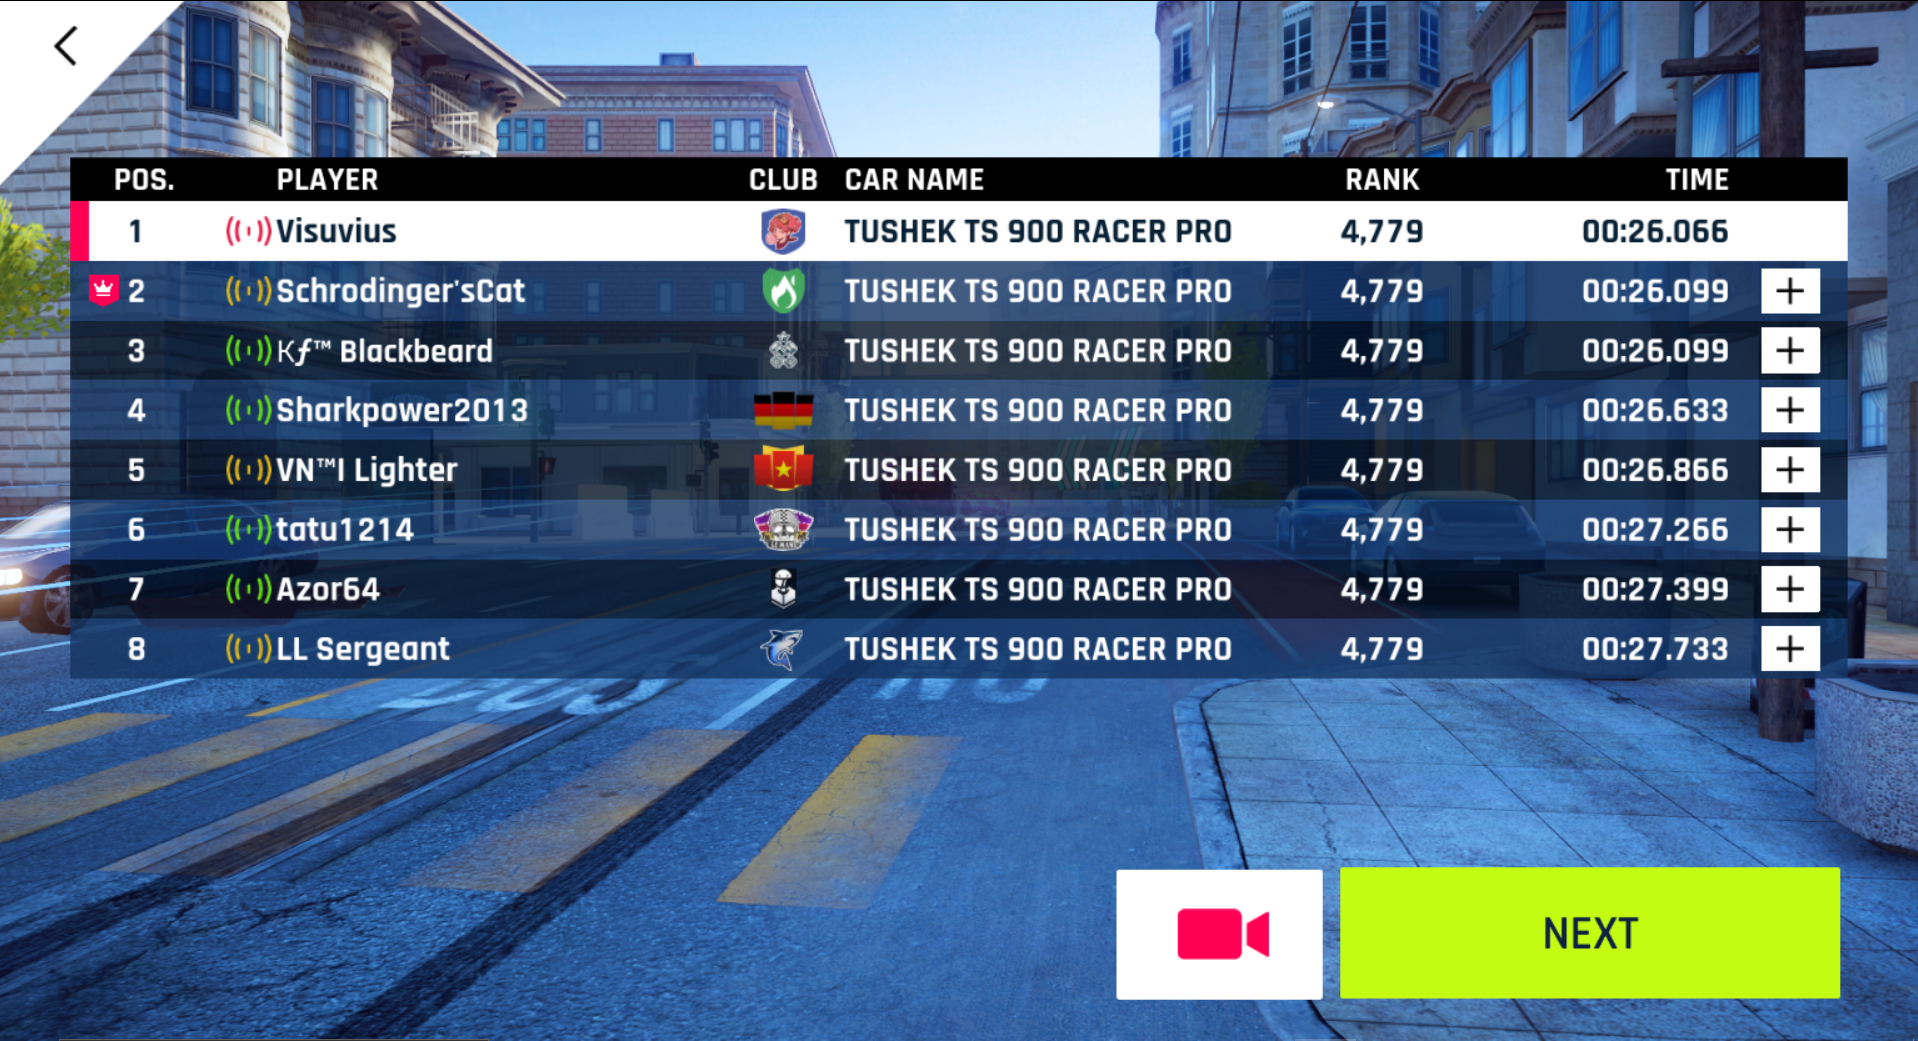 POS. PLAYER CLUB CAR NAME RANK TIME
1 Visuvius TUSHEK TS 900 RACER PRO 4,779 00:26.066
2 Schrodinger'sCat TUSHEK TS 900 RACER PRO 4,779 00:26.099 +
3 Kƒ™ Blackbeard TUSHEK TS 900 RACER PRO 4,779 00:26.099 +
4 Sharkpower2013 TUSHEK TS 900 RACER PRO 4,779 00:26.633 +
5 VN™I Lighter TUSHEK TS 900 RACER PRO 4,779 00:26.866 +
6 tatu1214 TUSHEK TS 900 RACER PRO 4,779 00:27.266 +
7 Azor64 TUSHEK TS 900 RACER PRO 4,779 00:27.399 +
8 LL Sergeant TUSHEK TS 900 RACER PRO 4,779 00:27.733 +
NO
NEXT